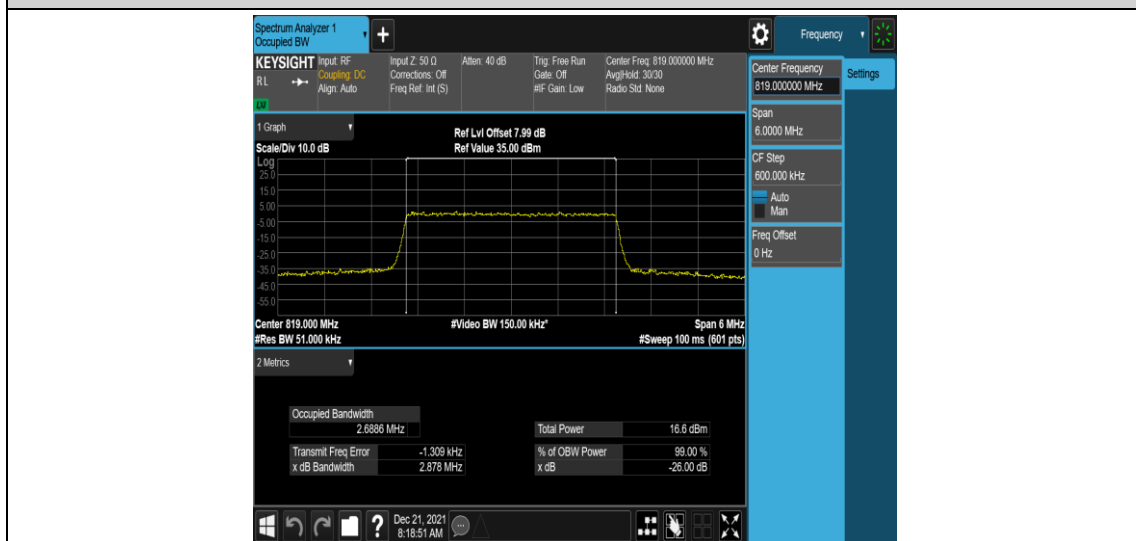 Spectrum Analyzer 1
Occupied BW
Frequency
KEYSIGHT
RL
Input: RF
Coupling: DC
Align: Auto
Input Z: 50 Ω
Corrections: Off
Freq Ref: Int (S)
Atten: 40 dB
Trig: Free Run
Gate: Off
#IF Gain: Low
Center Freq: 819.000000 MHz
Avg|Hold: 30/30
Radio Std: None
Center Frequency
819.000000 MHz
Settings
Span
6.0000 MHz
CF Step
600.000 kHz
Auto
Man
Freq Offset
0 Hz
1 Graph
Scale/Div 10.0 dB
Ref Lvl Offset 7.99 dB
Ref Value 35.00 dBm
Log
25.0
15.0
5.00
-5.00
-15.0
-25.0
-35.0
-45.0
-55.0
Center 819.000 MHz
#Video BW 150.00 kHz*
Span 6 MHz
#Res BW 51.000 kHz
#Sweep 100 ms (601 pts)
2 Metrics
Occupied Bandwidth
2.6886 MHz
Total Power 16.6 dBm
Transmit Freq Error -1.309 kHz
% of OBW Power 99.00 %
x dB Bandwidth 2.878 MHz
x dB -26.00 dB
Dec 21, 2021
8:18:51 AM